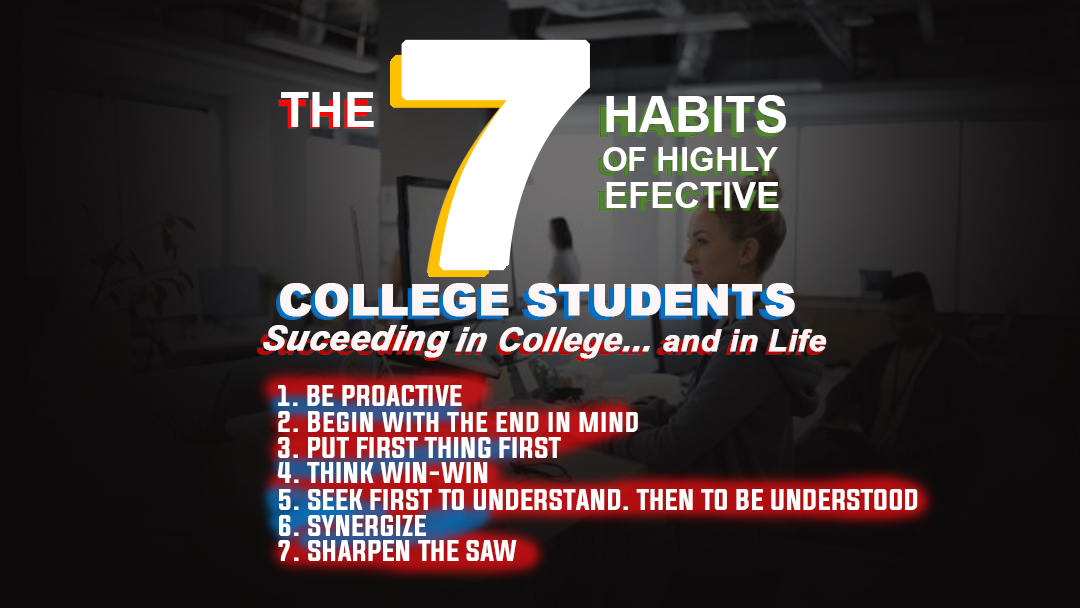 THE 7 HABITS
OF HIGHLY
EFECTIVE
COLLEGE STUDENTS
Suceeding in College... and in Life
1. BE PROACTIVE
2. BEGIN WITH THE END IN MIND
3. PUT FIRST THING FIRST
4. THINK WIN-WIN
5. SEEK FIRST TO UNDERSTAND. THEN TO BE UNDERSTOOD
6. SYNERGIZE
7. SHARPEN THE SAW